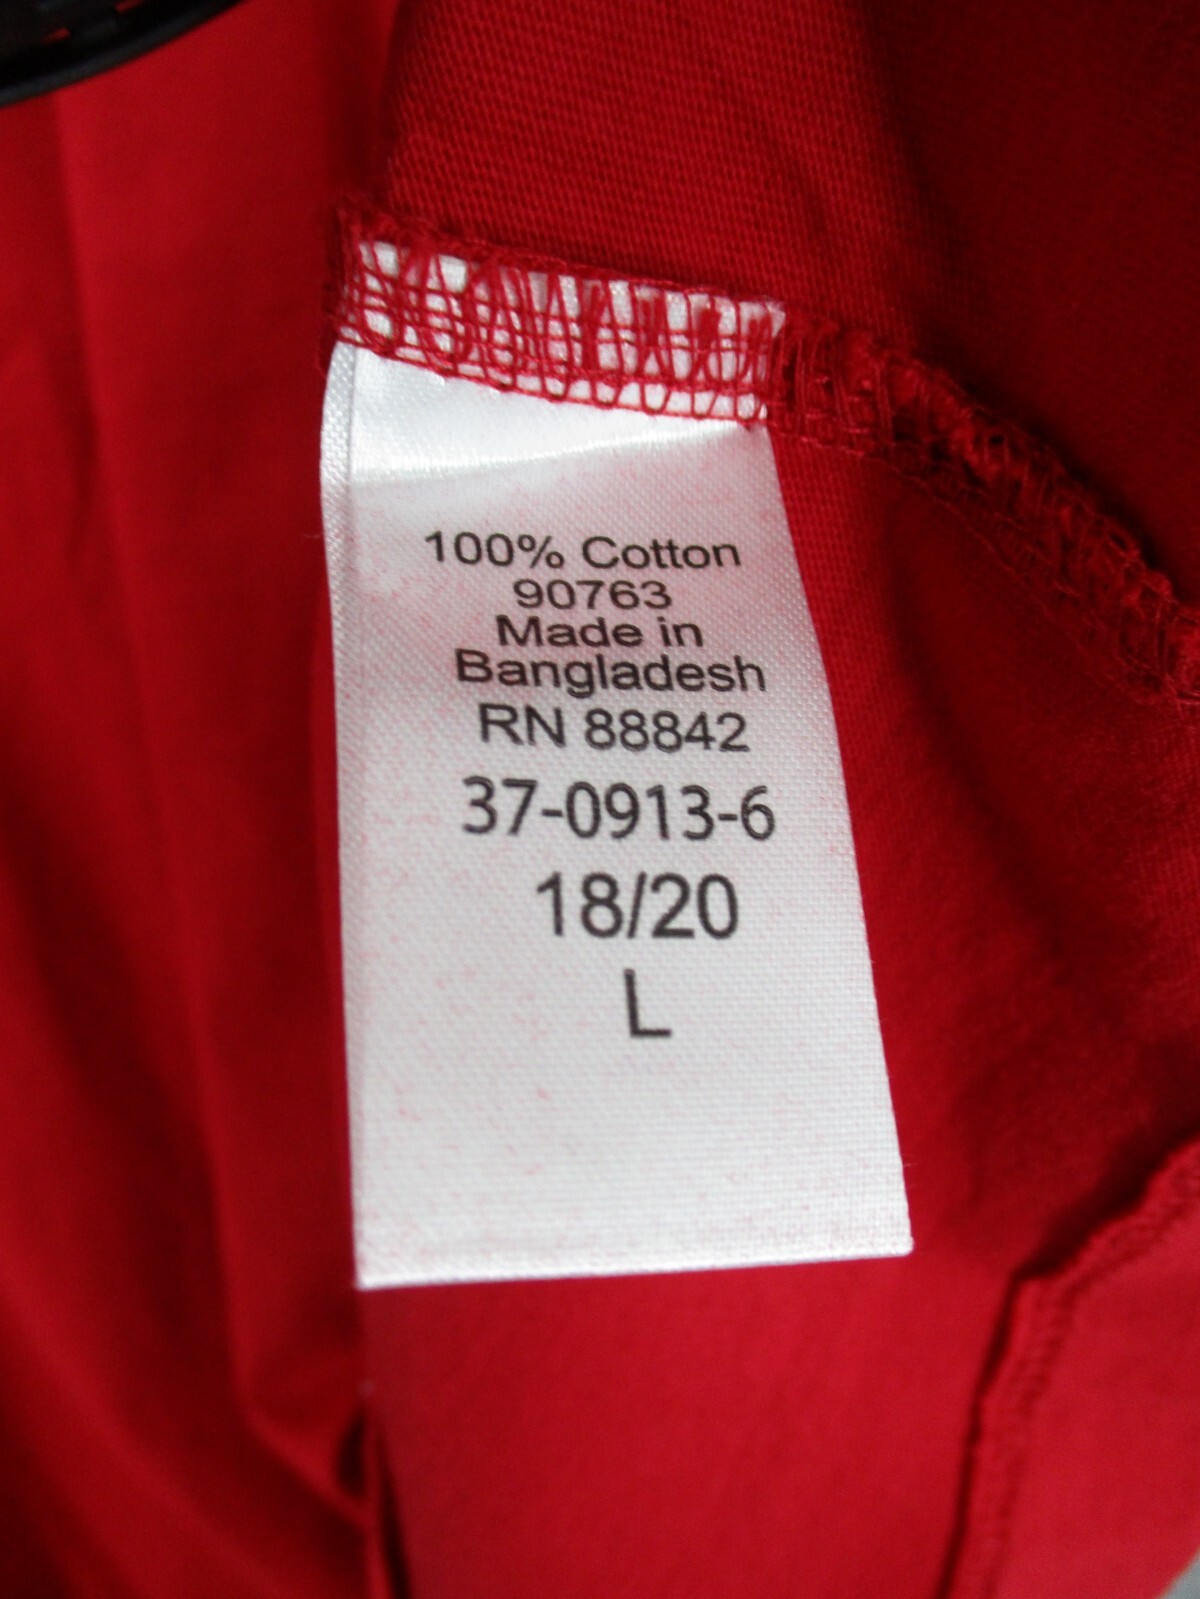 100% Cotton
90763
Made in
Bangladesh
RN 88842
37-0913-6
18/20
L